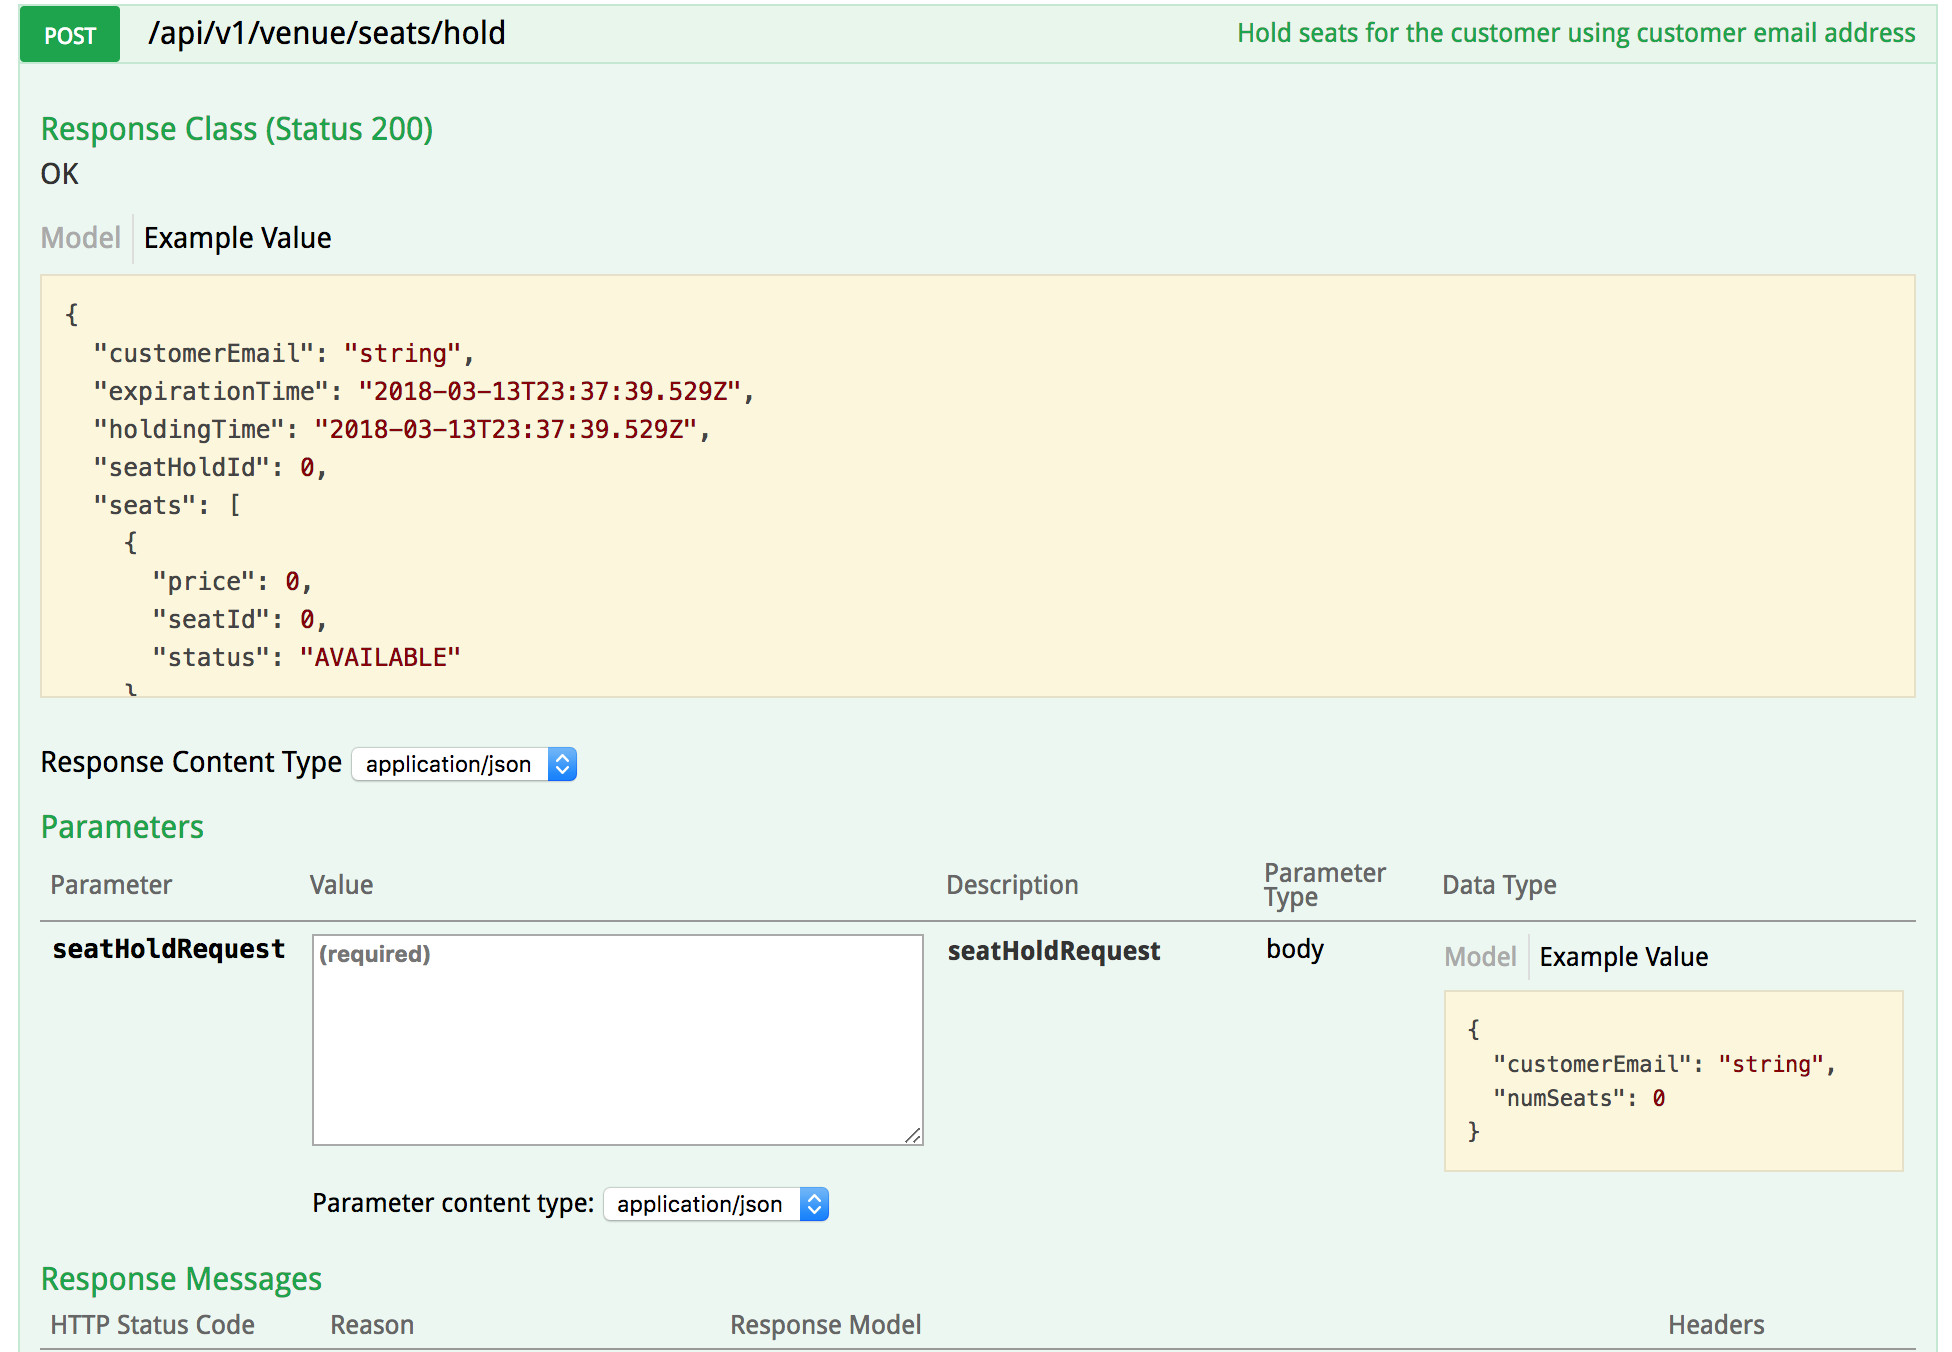 POST /api/v1/venue/seats/hold Hold seats for the customer using customer email address
Response Class (Status 200)
OK
Model Example Value
{
"customerEmail": "string",
"expirationTime": "2018-03-13T23:37:39.529Z",
"holdingTime": "2018-03-13T23:37:39.529Z",
"seatHoldId": 0,
"seats": [
{
"price": 0,
"seatId": 0,
"status": "AVAILABLE"
}
Response Content Type application/json
Parameters
Parameter Value Description Parameter Type Data Type
seatHoldRequest (required) seatHoldRequest body Model Example Value
{
"customerEmail": "string",
"numSeats": 0
}
Parameter content type: application/json
Response Messages
HTTP Status Code Reason Response Model Headers